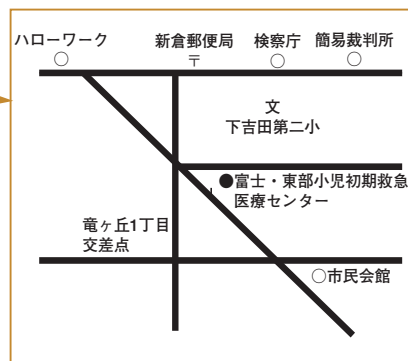 ハローワーク
○
新倉郵便局
〒
検察庁
○
簡易裁判所
○
文
下吉田第二小
●富士・東部小児初期救急
医療センター
竜ヶ丘1丁目
交差点
○市民会館